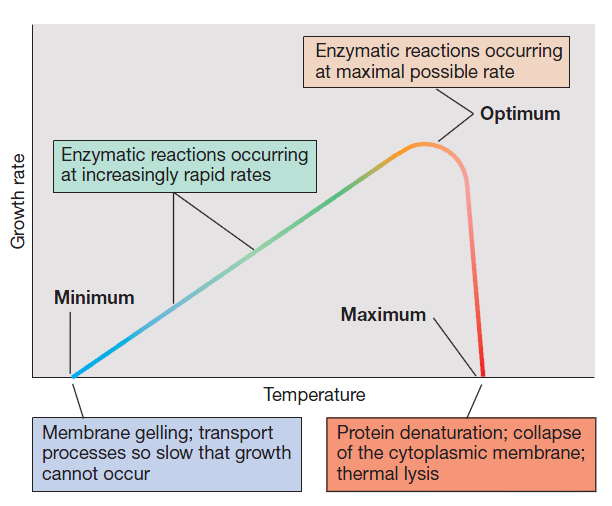 Enzymatic reactions occurring
at maximal possible rate
Optimum
Enzymatic reactions occurring
at increasingly rapid rates
Growth rate
Minimum
Maximum
Temperature
Membrane gelling; transport
processes so slow that growth
cannot occur
Protein denaturation; collapse
of the cytoplasmic membrane;
thermal lysis